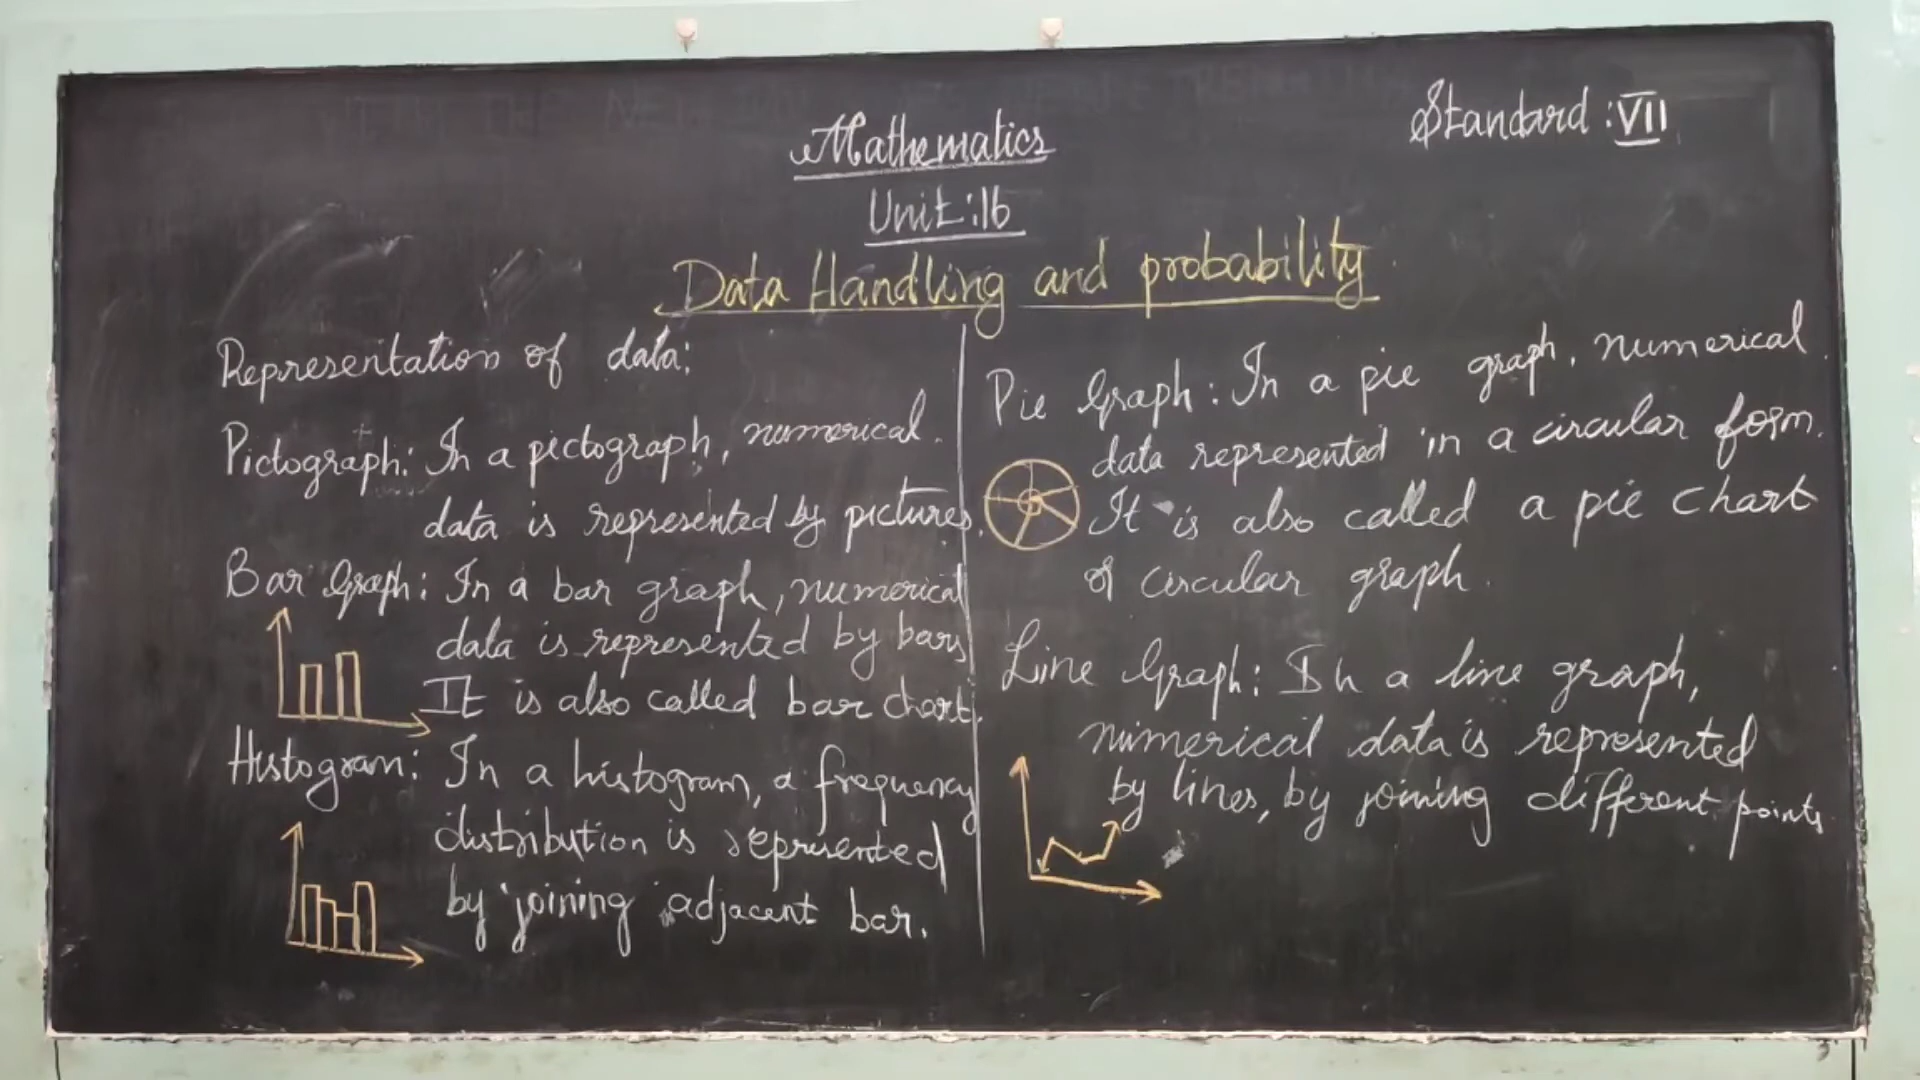 Standard : VII
Mathematics
Unit : 16
Data Handling and probability
Representation of data:
Pictograph: In a pictograph, numerical
data is represented by pictures.
Bar Graph: In a bar graph, numerical
data is represented by bars
It is also called bar chart.
Histogram: In a histogram, a frequency
distribution is represented
by joining adjacent bar.
Pie Graph: In a pie graph, numerical
data represented in a circular form.
It is also called a pie chart
of circular graph.
Line Graph: In a line graph,
numerical data is represented
by lines, by joining different points